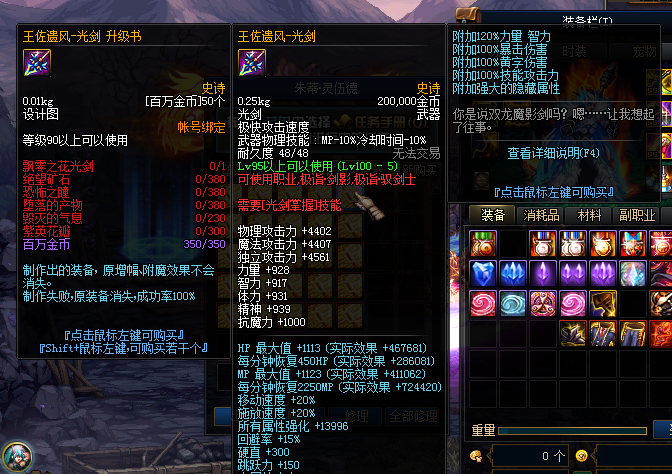 王佐遗风-光剑 升级书
史诗
0.01kg [百万金币]50个
设计图
帐号绑定
等级90以上可以使用
飘零之花光剑 0/1
绝望矿石 0/360
恐怖之瞳 0/360
堕落的产物 0/380
毁灭的气息 0/230
紫英花瓣 0/300
百万金币 350/350
制作出的装备, 原增幅,附魔效果不会
消失。
制作失败,原装备消失,成功率100%
『点击鼠标左键可购买』
『Shift+鼠标左键,可购买若干个』
王佐遗风-光剑
史诗
0.25kg 200,000金币
光剑 武器
极快攻击速度
武器物理技能 : MP-10%冷却时间-10%
耐久度 48/48 无法交易
Lv95以上可以使用 (Lv100 - 5)
可使用职业,极诣·剑影,极诣·驭剑士
需要[光剑掌握]技能
物理攻击力 +4402
魔法攻击力 +4407
独立攻击力 +4561
力量 +928
智力 +917
体力 +931
精神 +939
抗魔力 +1000
HP 最大值 +1113 (实际效果 +467681)
每分钟恢复450HP (实际效果 +286081)
MP 最大值 +1123 (实际效果 +411062)
每分钟恢复2250MP (实际效果 +724420)
移动速度 +20%
施放速度 +20%
所有属性强化 +13996
回避率 +15%
硬直 +300
跳跃力 +150
装备栏(I)
附加120%力量 智力
附加100%暴击伤害
附加100%黄字伤害
附加100%技能攻击力
附加强大的隐藏属性
你是说双龙魔影剑吗? 嗯……让我想起
了往事。
查看详细说明(F4)
『点击鼠标左键可购买』
时装
宠物
装备 消耗品 材料 副职业
重量
0 个
修理
全部修理